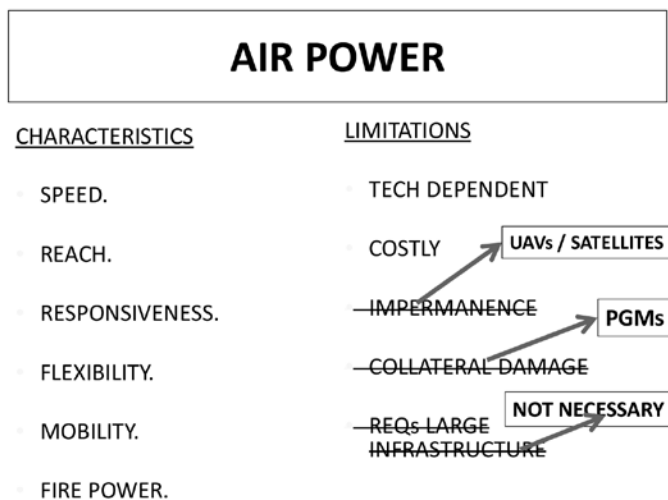 AIR POWER
CHARACTERISTICS
SPEED.
REACH.
RESPONSIVENESS.
FLEXIBILITY.
MOBILITY.
FIRE POWER.
LIMITATIONS
TECH DEPENDENT
COSTLY
UAVs / SATELLITES
IMPERMANENCE
PGMs
COLLATERAL DAMAGE
NOT NECESSARY
REQs LARGE
INFRASTRUCTURE